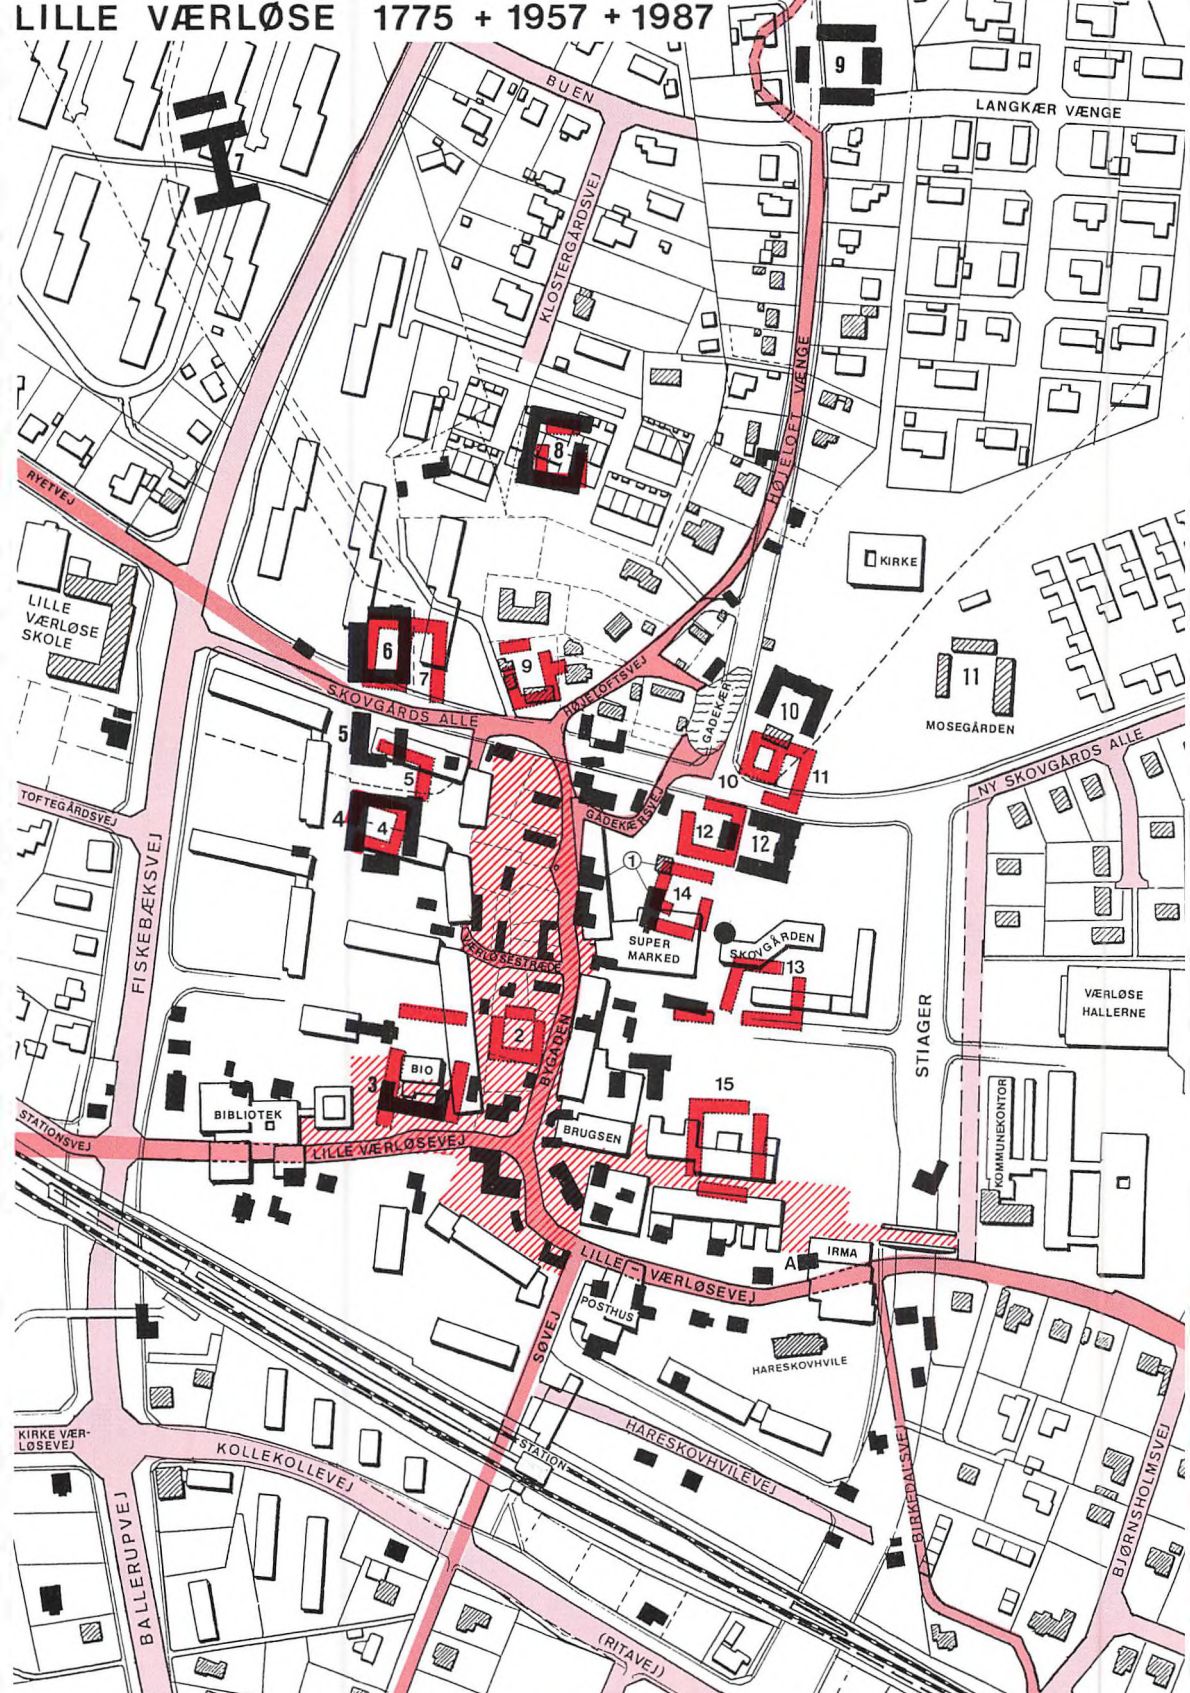 LILLE VÆRLØSE 1775 + 1957 + 1987
9
BUEN
LANGKÆR VÆNGE
7
KLOSTERGÅRDSVEJ
HØJELOFT VÆNGE
8
RYETVEJ
KIRKE
LILLE
VÆRLØSE
SKOLE
6
7
9
11
MOSEGÅRDEN
SKOVGÅRDS ALLE
HØJELOFTSVEJ
GADEKÆR
10
5
5
NY SKOVGÅRDS ALLE
10
11
TOFTEGÅRDSVEJ
GADEKÆRSVEJ
4
4
12
12
1
14
FISKEBÆKSVEJ
VÆRLØSESTRÆDE
SUPER
MARKED
SKOVGÅRDEN
13
VÆRLØSE
HALLERNE
STIAGER
2
BYGADEN
BIO
3
15
BIBLIOTEK
BRUGSEN
KOMMUNEKONTOR
STATIONSVEJ
LILLE VÆRLØSEVEJ
LILLE - VÆRLØSEVEJ
A
IRMA
POSTHUS
HARESKOVHVILE
SØVEJ
KIRKE VÆR-
LØSEVEJ
KOLLEKOLLEVEJ
STATION
HARESKOVHVILEVEJ
BIRKEDALSVEJ
BJØRNSHOLMSVEJ
BALLERUPVEJ
(RITAVEJ)